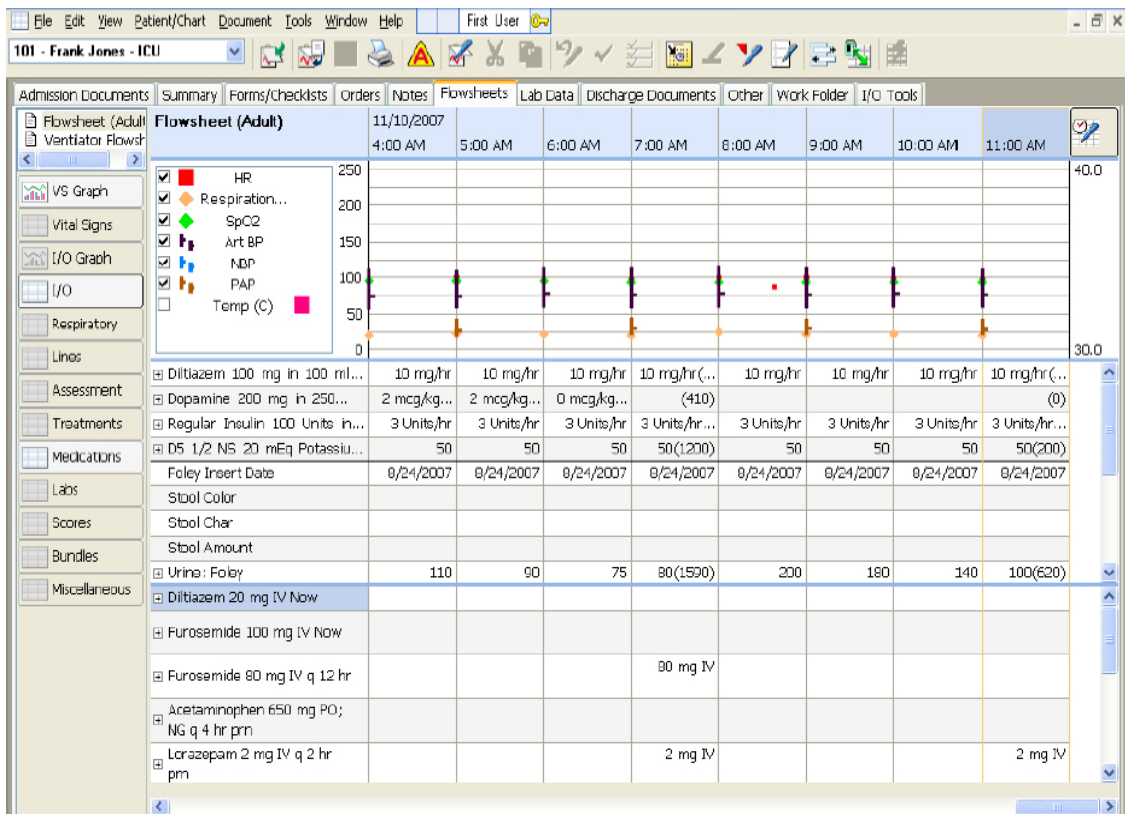 File Edit View Patient/Chart Document Tools Window Help First User
101 - Frank Jones - ICU
Admission Documents Summary Forms/Checklists Orders Notes Flowsheets Lab Data Discharge Documents Other Work Folder I/O Tools
Flowsheet (Adult
Ventilator Flowsh
VS Graph
Vital Signs
I/O Graph
I/O
Respiratory
Lines
Assessment
Treatments
Medications
Labs
Scores
Bundles
Miscellaneous
Flowsheet (Adult) 11/10/2007
4:00 AM 5:00 AM 6:00 AM 7:00 AM 8:00 AM 9:00 AM 10:00 AM 11:00 AM
HR
Respiration...
SpO2
Art BP
NBP
PAP
Temp (C)
250
200
150
100
50
0
40.0
30.0
Diltiazem 100 mg in 100 ml... 10 mg/hr 10 mg/hr 10 mg/hr 10 mg/hr(... 10 mg/hr 10 mg/hr 10 mg/hr 10 mg/hr(...
Dopamine 200 mg in 250... 2 mcg/kg... 2 mcg/kg... 0 mcg/kg... (410) (0)
Regular Insulin 100 Units in... 3 Units/hr 3 Units/hr 3 Units/hr 3 Units/hr... 3 Units/hr 3 Units/hr 3 Units/hr 3 Units/hr...
D5 1/2 NS 20 mEq Potassiu... 50 50 50 50(1200) 50 50 50 50(200)
Foley Insert Date 8/24/2007 8/24/2007 8/24/2007 8/24/2007 8/24/2007 8/24/2007 8/24/2007 8/24/2007
Stool Color
Stool Char
Stool Amount
Urine: Foley 110 90 75 80(1590) 200 180 140 100(620)
Diltiazem 20 mg IV Now
Furosemide 100 mg IV Now
Furosemide 80 mg IV q 12 hr 80 mg IV
Acetaminophen 650 mg PO;
NG q 4 hr prn
Lorazepam 2 mg IV q 2 hr 2 mg IV 2 mg IV
prn